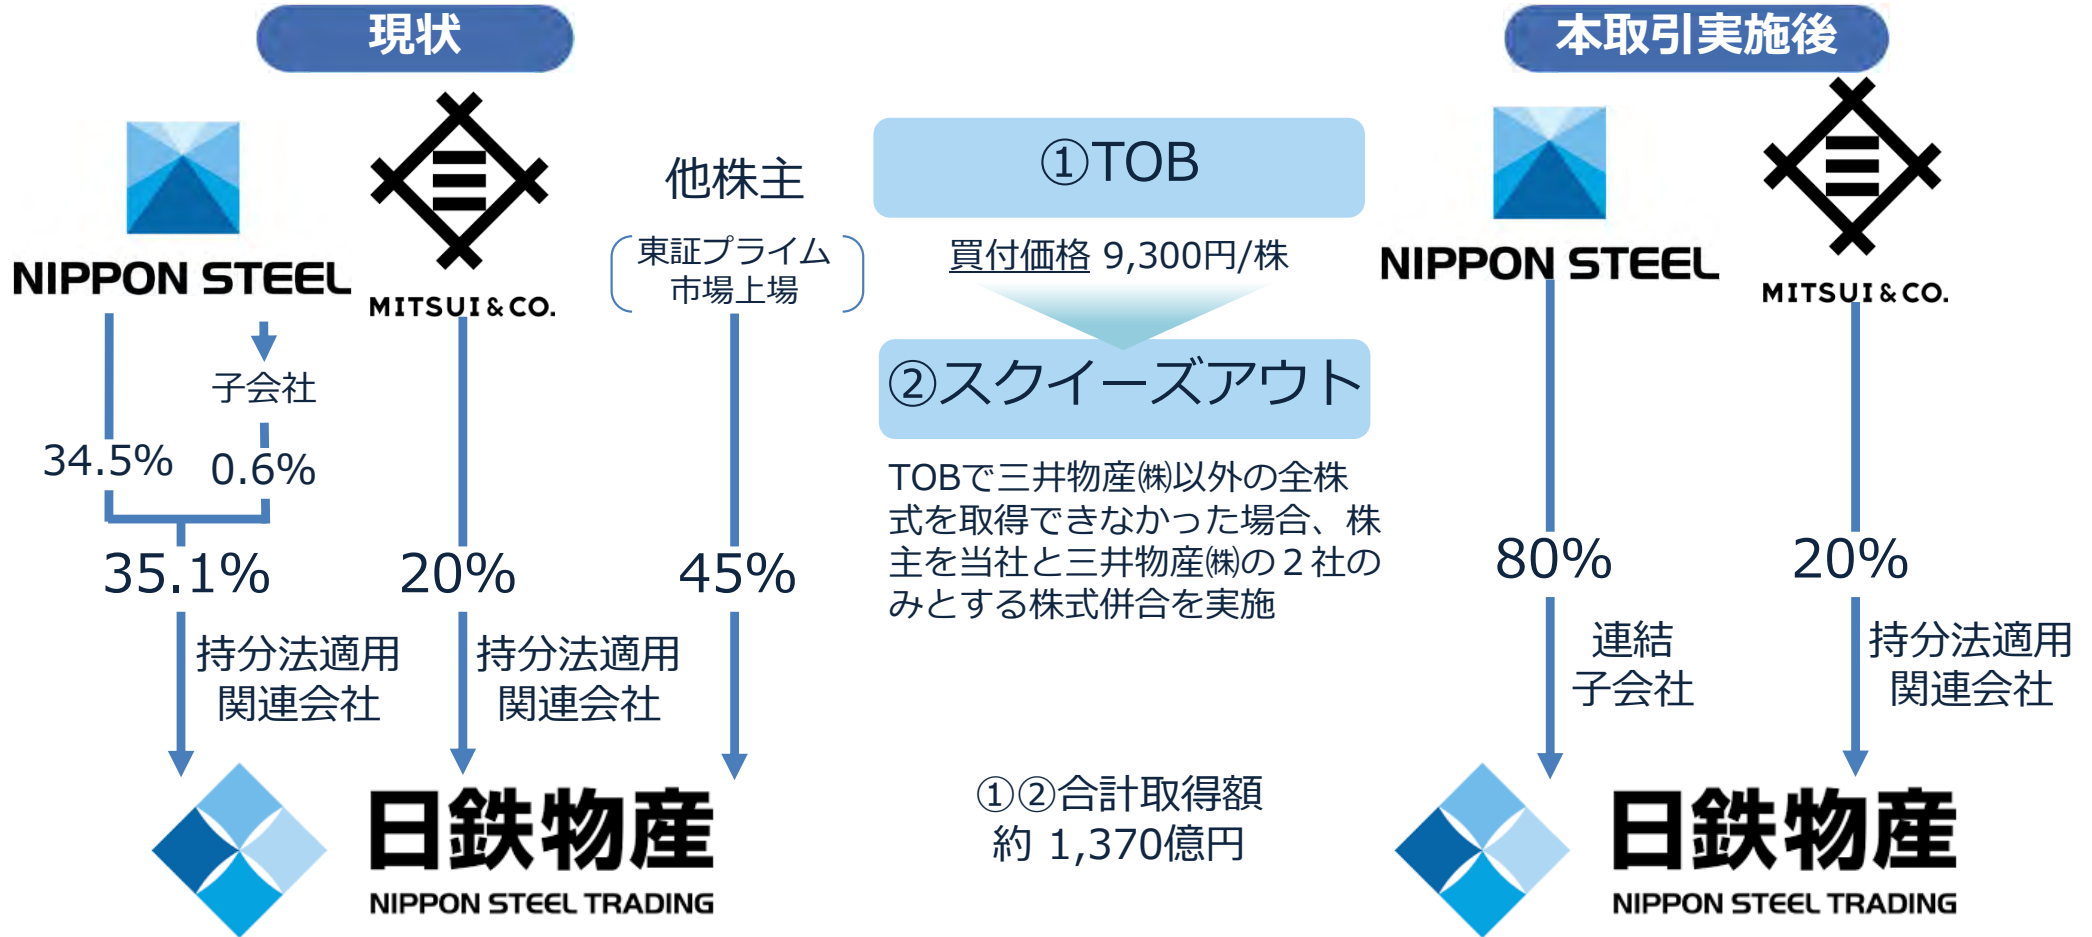 現状
NIPPON STEEL
MITSUI & CO.
他株主
東証プライム
市場上場
子会社
34.5%
0.6%
35.1%
20%
45%
持分法適用
関連会社
持分法適用
関連会社
日鉄物産
NIPPON STEEL TRADING
①TOB
買付価格 9,300円/株
②スクイーズアウト
TOBで三井物産㈱以外の全株
式を取得できなかった場合、株
主を当社と三井物産㈱の２社の
みとする株式併合を実施
①②合計取得額
約 1,370億円
本取引実施後
NIPPON STEEL
MITSUI & CO.
80%
20%
連結
子会社
持分法適用
関連会社
日鉄物産
NIPPON STEEL TRADING